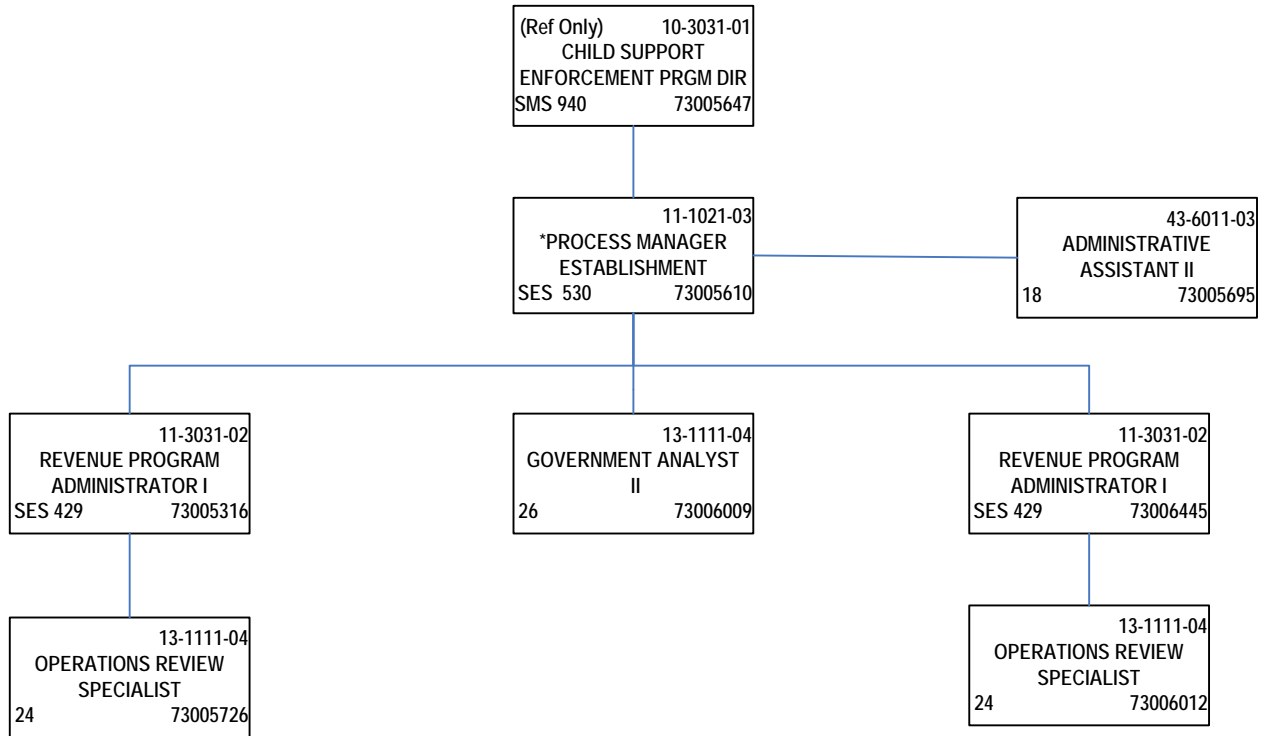 (Ref Only) 10-3031-01
CHILD SUPPORT
ENFORCEMENT PRGM DIR
SMS 940 73005647
11-1021-03
*PROCESS MANAGER
ESTABLISHMENT
SES 530 73005610
43-6011-03
ADMINISTRATIVE
ASSISTANT II
18 73005695
11-3031-02
REVENUE PROGRAM
ADMINISTRATOR I
SES 429 73005316
13-1111-04
GOVERNMENT ANALYST
II
26 73006009
11-3031-02
REVENUE PROGRAM
ADMINISTRATOR I
SES 429 73006445
13-1111-04
OPERATIONS REVIEW
SPECIALIST
24 73005726
13-1111-04
OPERATIONS REVIEW
SPECIALIST
24 73006012